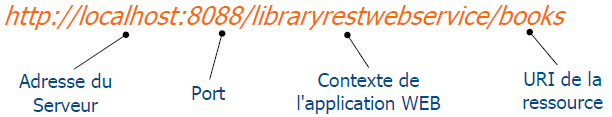 http://localhost:8088/libraryrestwebservice/books
Adresse du
Serveur
Port
Contexte de
l'application WEB
URI de la
ressource